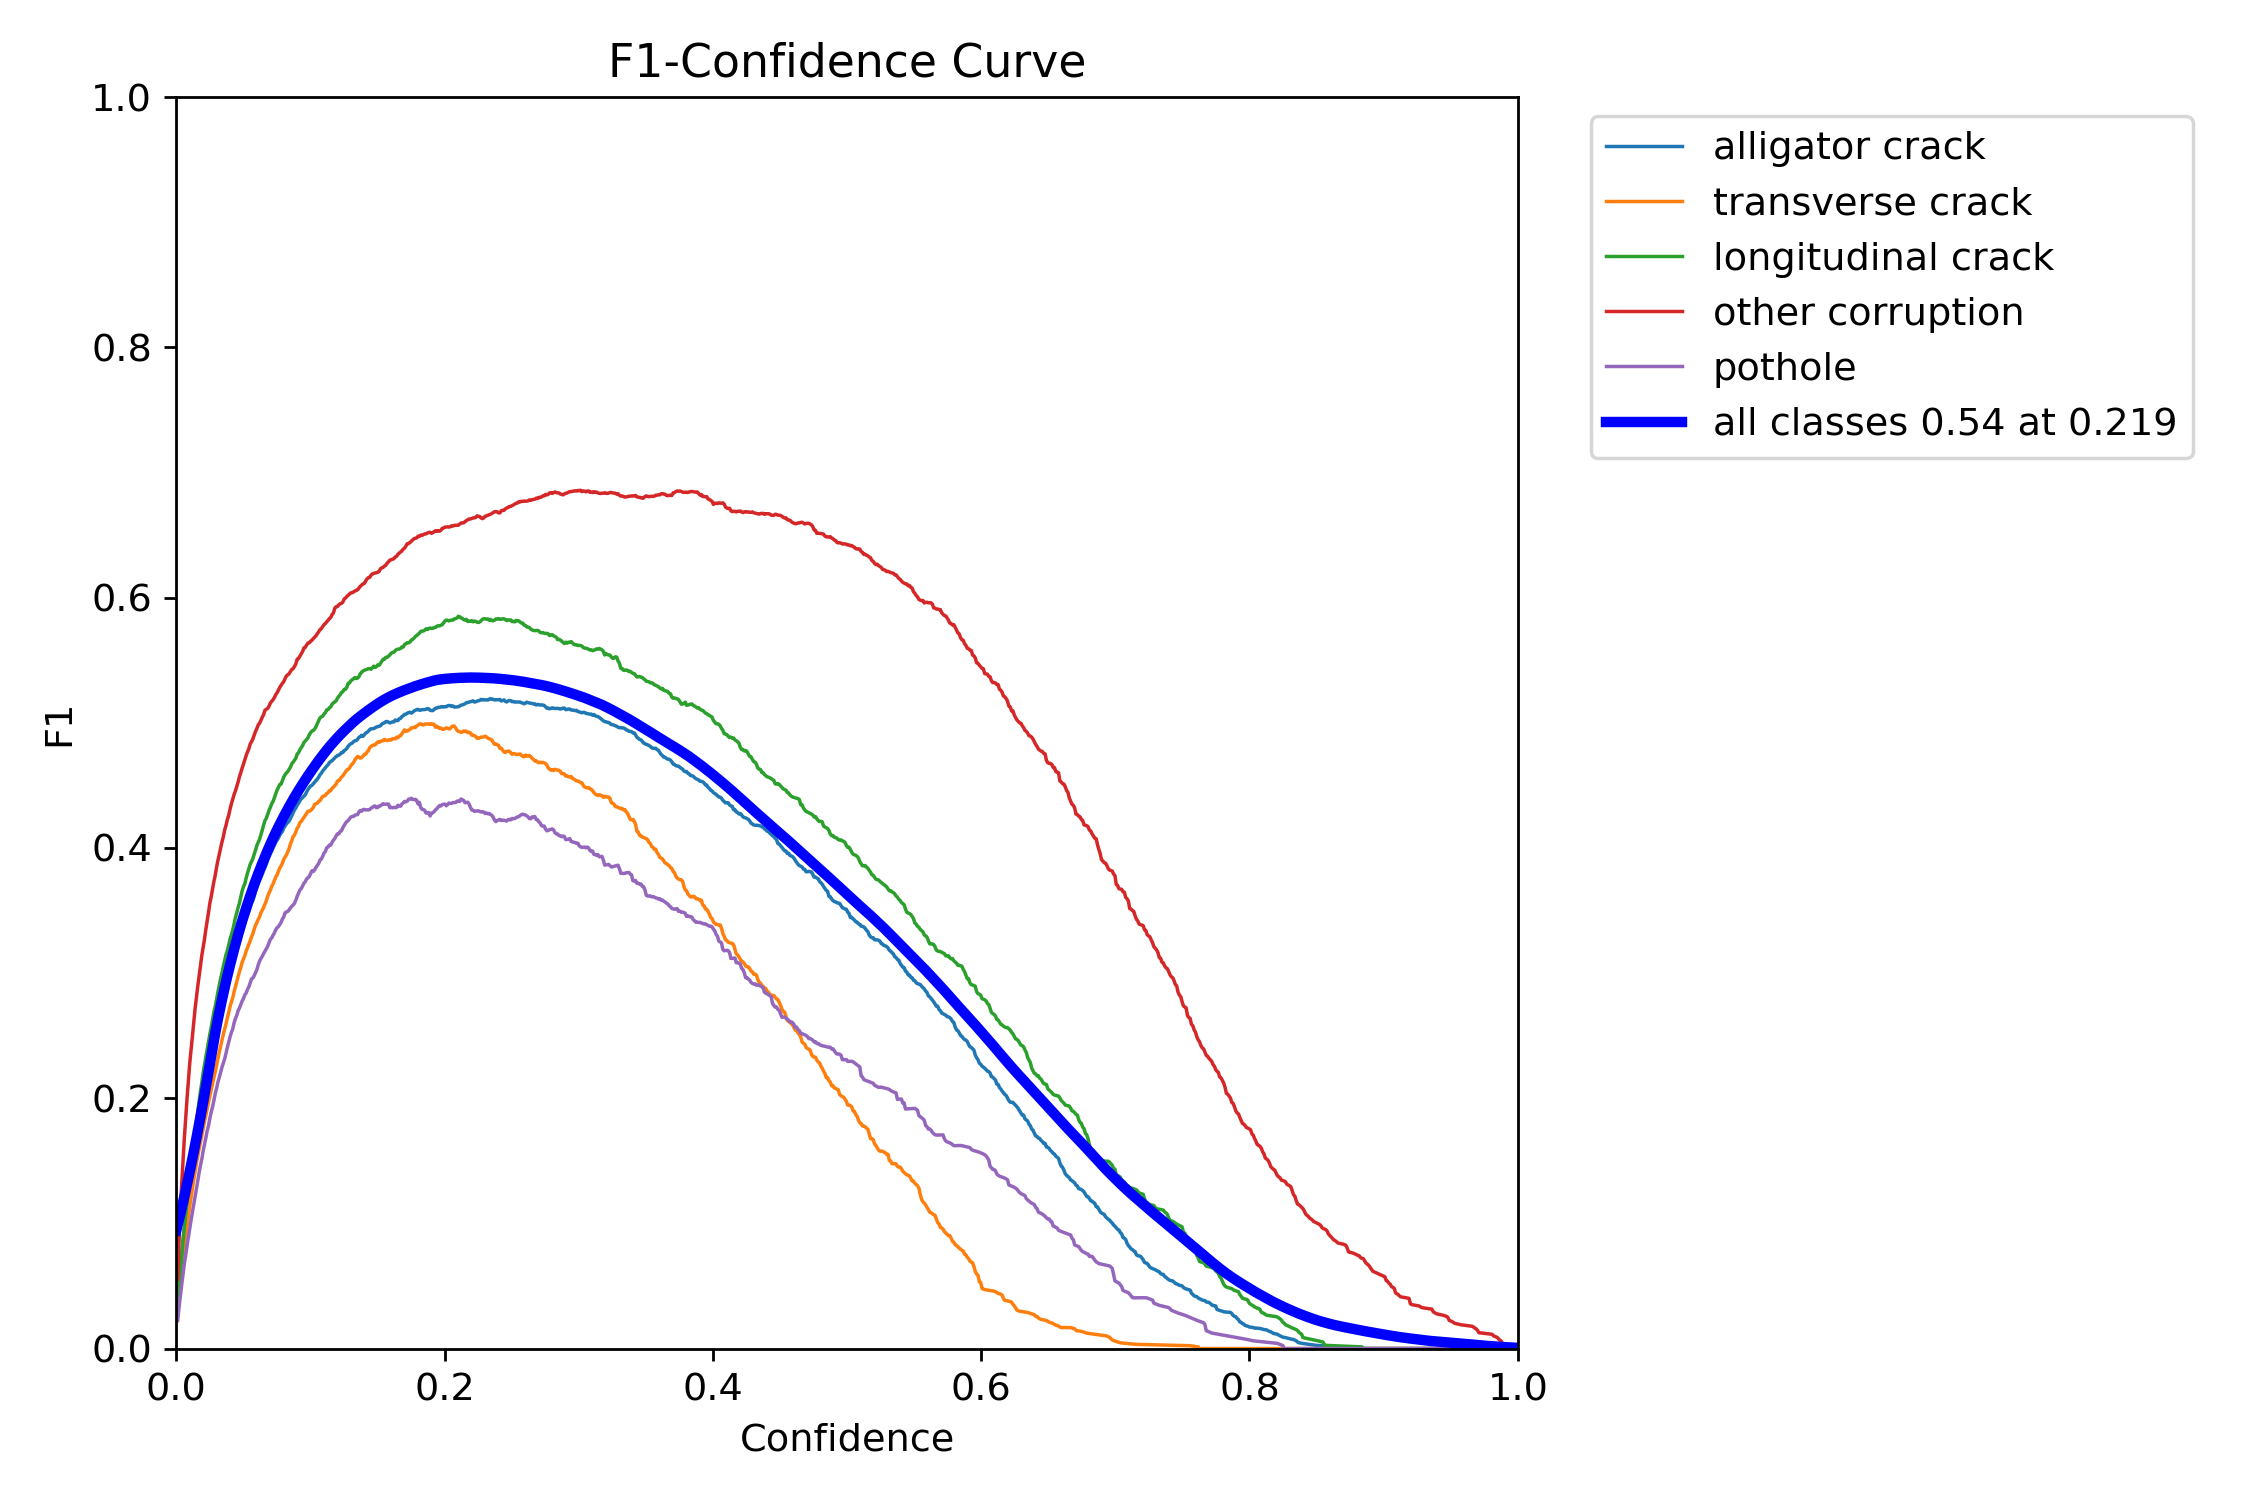 F1-Confidence Curve
1.0
0.8
0.6
0.4
0.2
0.0
F1
0.0 0.2 0.4 0.6 0.8 1.0
Confidence
alligator crack
transverse crack
longitudinal crack
other corruption
pothole
all classes 0.54 at 0.219